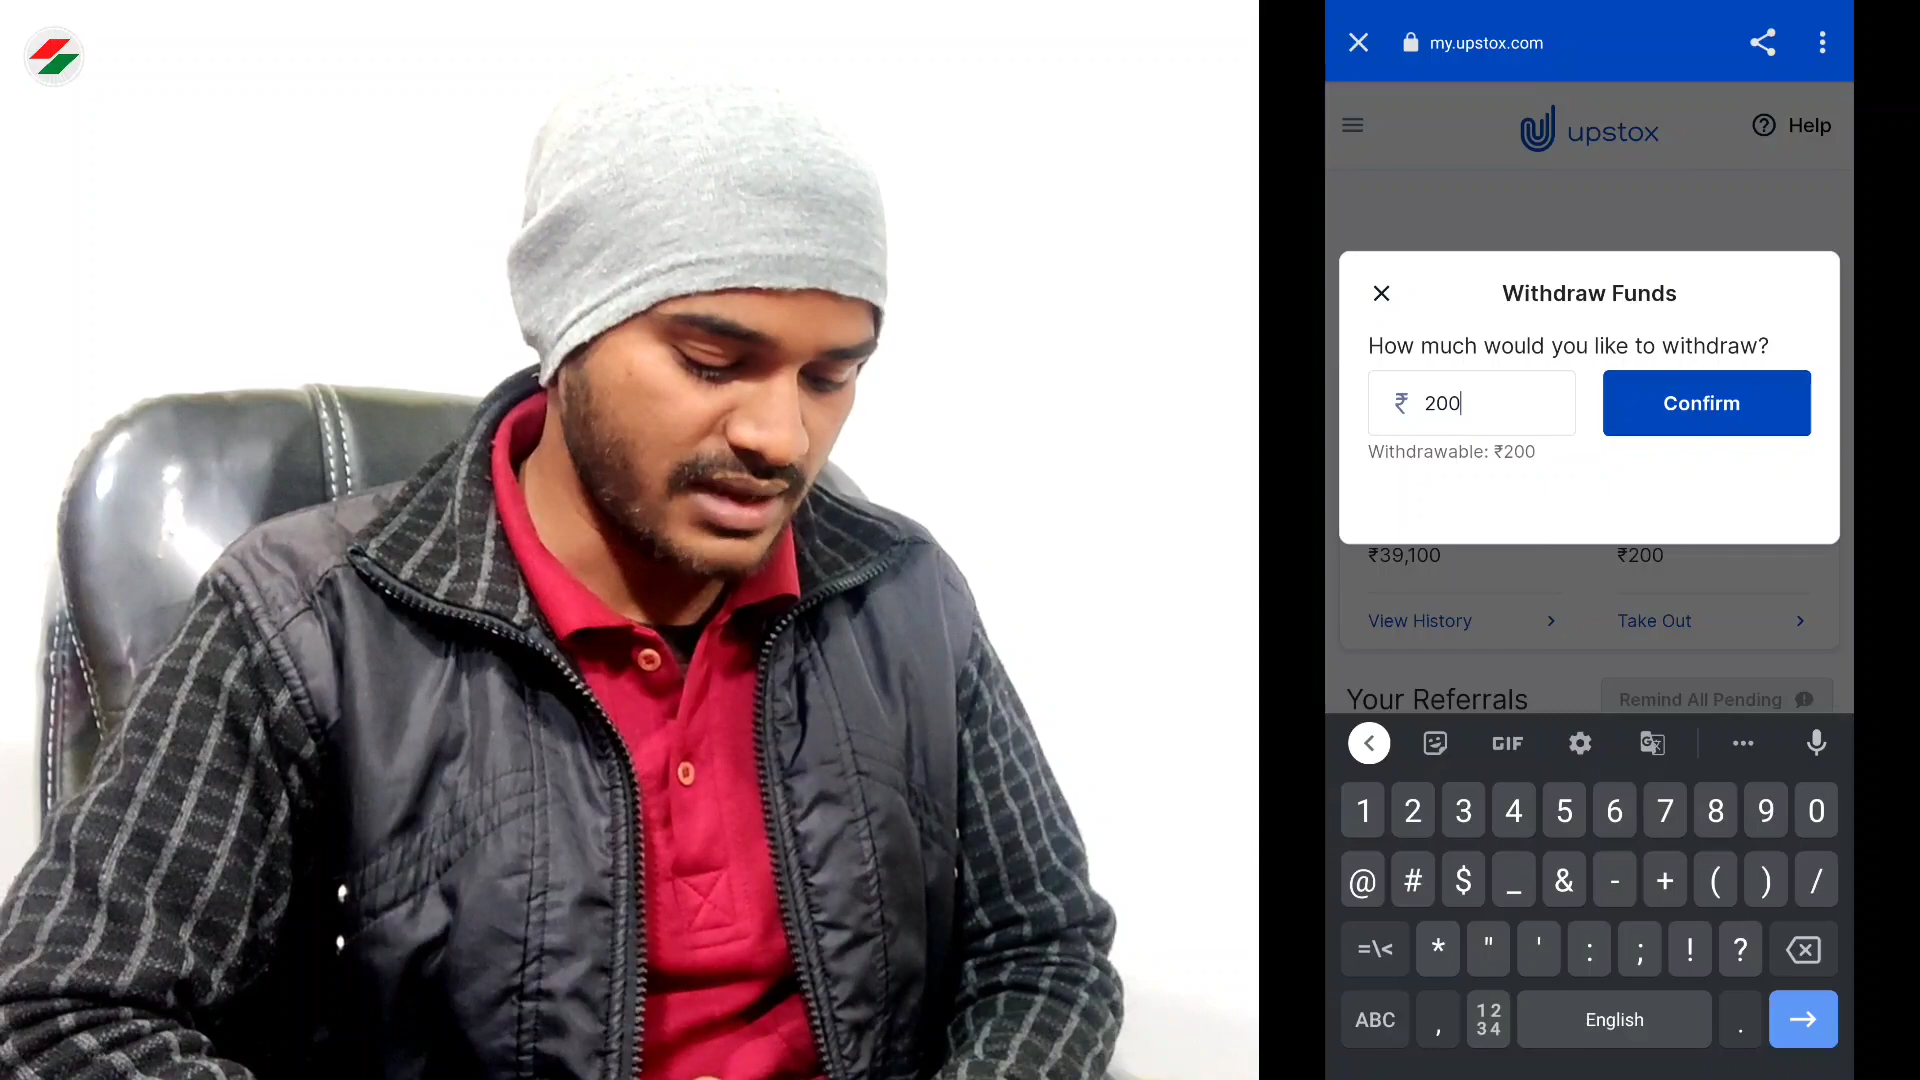 my.upstox.com
upstox
Help
Withdraw Funds
How much would you like to withdraw?
₹ 200
Confirm
Withdrawable: ₹200
₹39,100
₹200
View History
Take Out
Your Referrals
Remind All Pending
GIF
1 2 3 4 5 6 7 8 9 0
@ # $ _ & - + ( ) /
=\< * " ' : ; ! ?
ABC , 12 34 English .